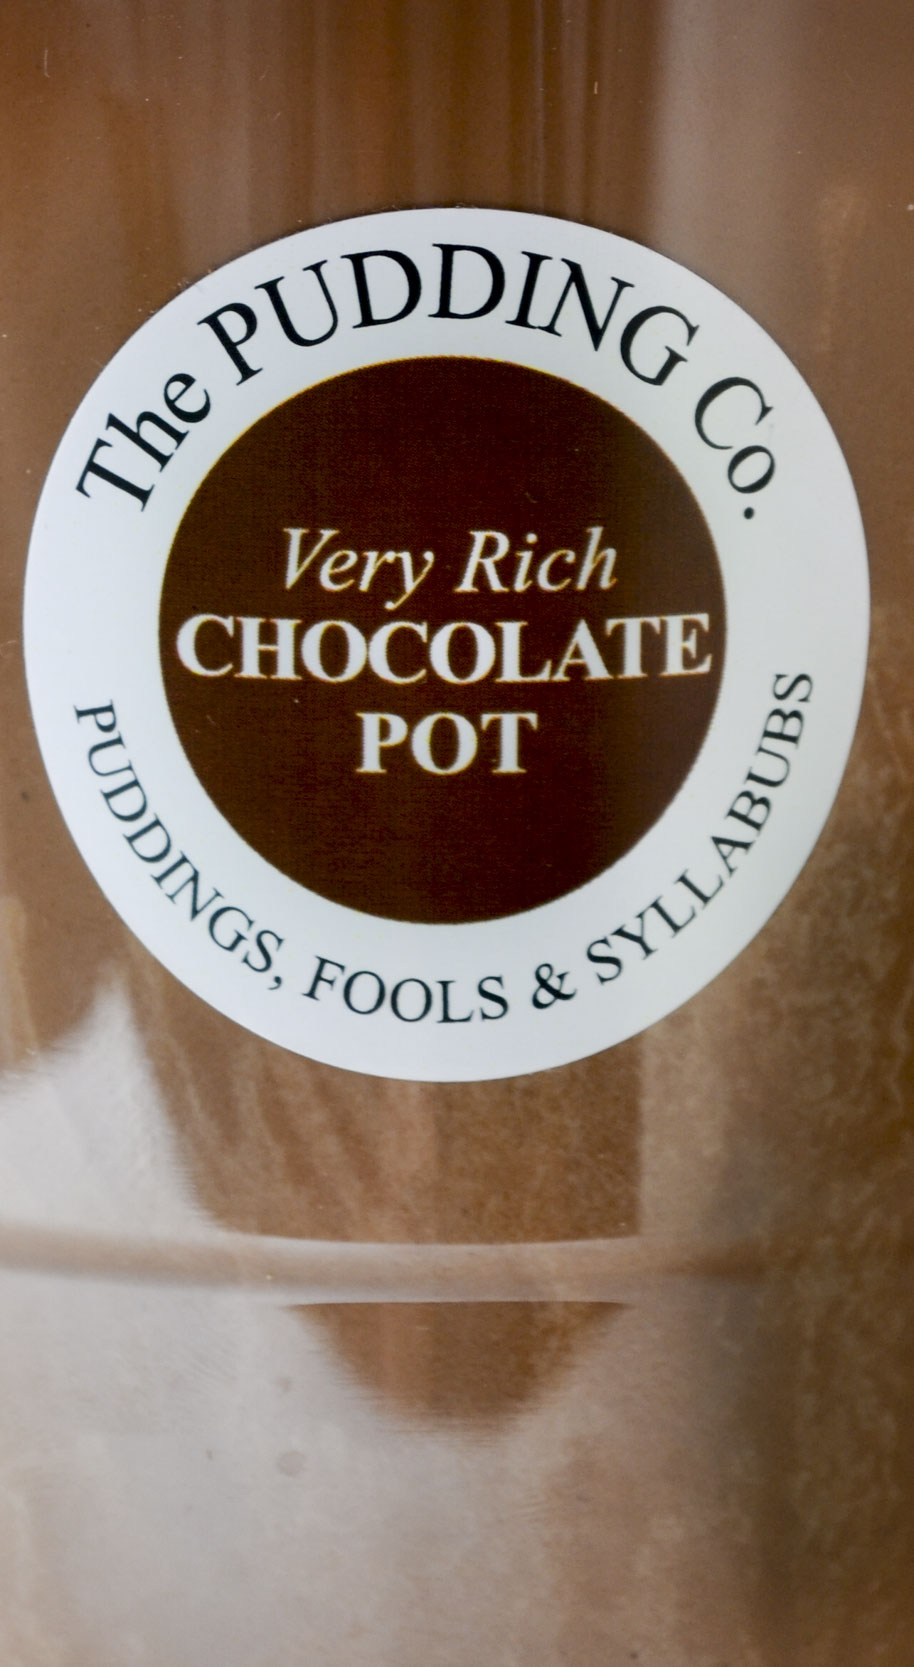 The PUDDING Co.
Very Rich
CHOCOLATE
POT
PUDDINGS, FOOLS & SYLLABUBS